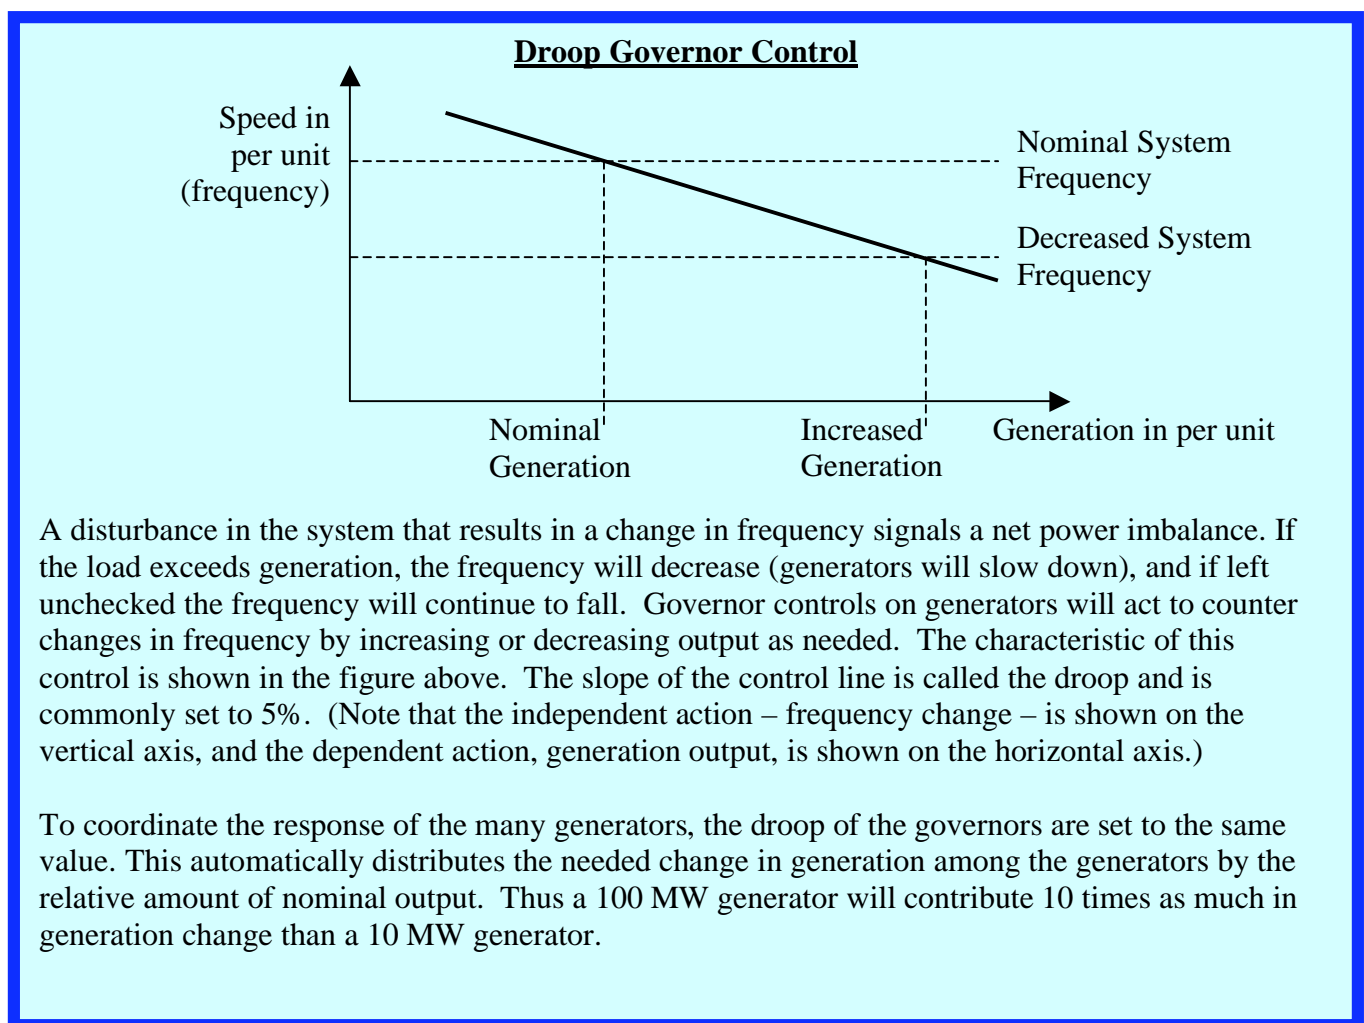 Droop Governor Control
Speed in
per unit
(frequency)
Nominal System
Frequency
Decreased System
Frequency
Nominal
Generation
Increased
Generation
Generation in per unit
A disturbance in the system that results in a change in frequency signals a net power imbalance. If
the load exceeds generation, the frequency will decrease (generators will slow down), and if left
unchecked the frequency will continue to fall.  Governor controls on generators will act to counter
changes in frequency by increasing or decreasing output as needed.  The characteristic of this
control is shown in the figure above.  The slope of the control line is called the droop and is
commonly set to 5%.  (Note that the independent action – frequency change – is shown on the
vertical axis, and the dependent action, generation output, is shown on the horizontal axis.)
To coordinate the response of the many generators, the droop of the governors are set to the same
value. This automatically distributes the needed change in generation among the generators by the
relative amount of nominal output.  Thus a 100 MW generator will contribute 10 times as much in
generation change than a 10 MW generator.